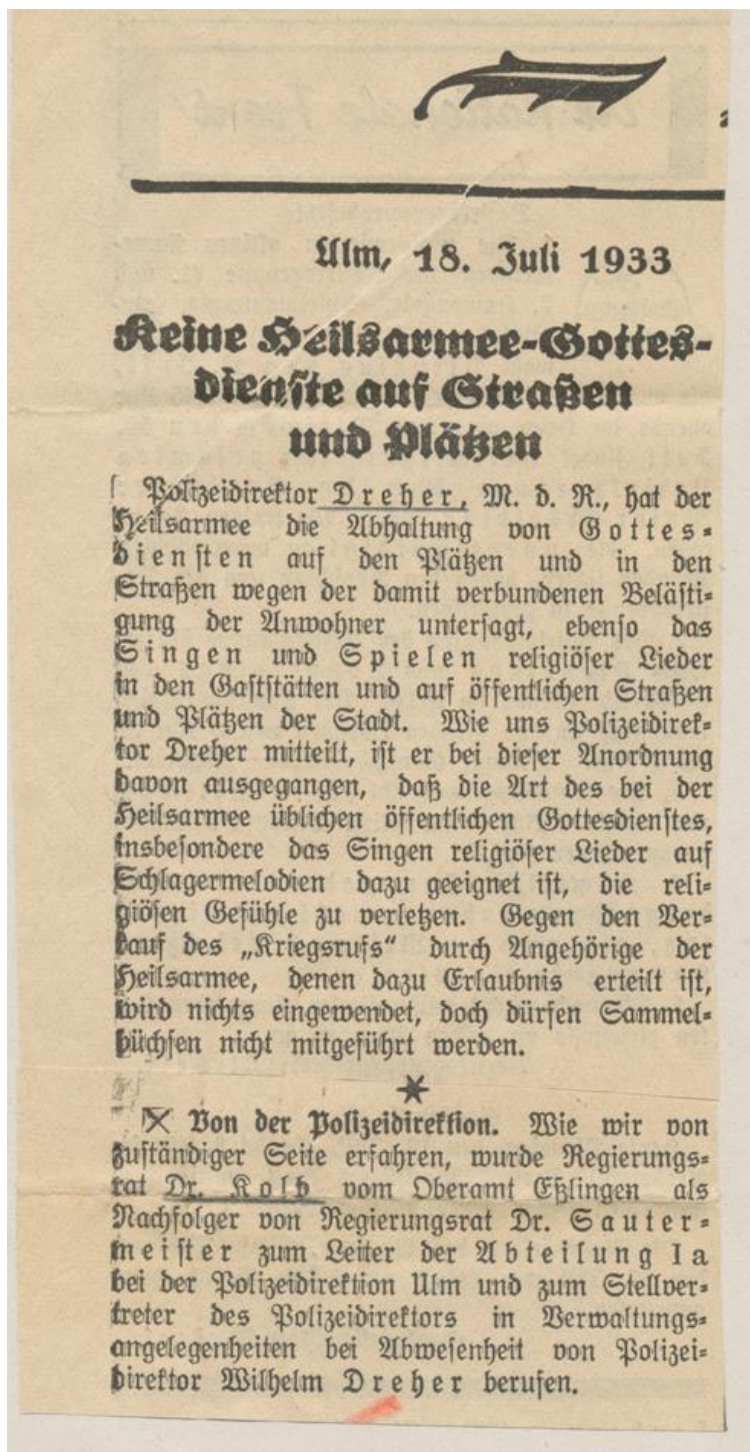 Ulm, 18. Juli 1933
Keine Heilsarmee-Gottes-
dienste auf Straßen
und Plätzen
Polizeidirektor Dreher, M. d. R., hat der
Heilsarmee die Abhaltung von Gottes-
diensten auf den Plätzen und in den
Straßen wegen der damit verbundenen Belästi-
gung der Anwohner untersagt, ebenso das
Singen und Spielen religiöser Lieder
in den Gaststätten und auf öffentlichen Straßen
und Plätzen der Stadt. Wie uns Polizeidirek-
tor Dreher mitteilt, ist er bei dieser Anordnung
davon ausgegangen, daß die Art des bei der
Heilsarmee üblichen öffentlichen Gottesdienstes,
insbesondere das Singen religiöser Lieder auf
Schlagermelodien dazu geeignet ist, die reli-
giösen Gefühle zu verletzen. Gegen den Ver-
kauf des „Kriegsrufs“ durch Angehörige der
Heilsarmee, denen dazu Erlaubnis erteilt ist,
wird nichts eingewendet, doch dürfen Sammel-
büchsen nicht mitgeführt werden.
*
Von der Polizeidirektion. Wie wir von
zuständiger Seite erfahren, wurde Regierungs-
rat Dr. Kolb vom Oberamt Eßlingen als
Nachfolger von Regierungsrat Dr. Sauter-
meister zum Leiter der Abteilung Ia
bei der Polizeidirektion Ulm und zum Stellver-
treter des Polizeidirektors in Verwaltungs-
angelegenheiten bei Abwesenheit von Polizei-
direktor Wilhelm Dreher berufen.